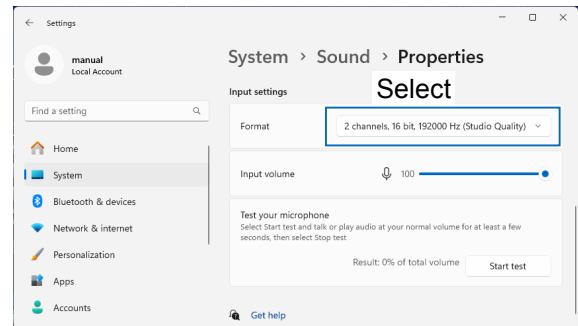 Settings
manual
Local Account
Find a setting
Home
System
Bluetooth & devices
Network & internet
Personalization
Apps
Accounts
System > Sound > Properties
Select
Input settings
Format
2 channels, 16 bit, 192000 Hz (Studio Quality)
Input volume
100
Test your microphone
Select Start test and talk or play audio at your normal volume for at least a few
seconds, then select Stop test
Result: 0% of total volume
Start test
Get help